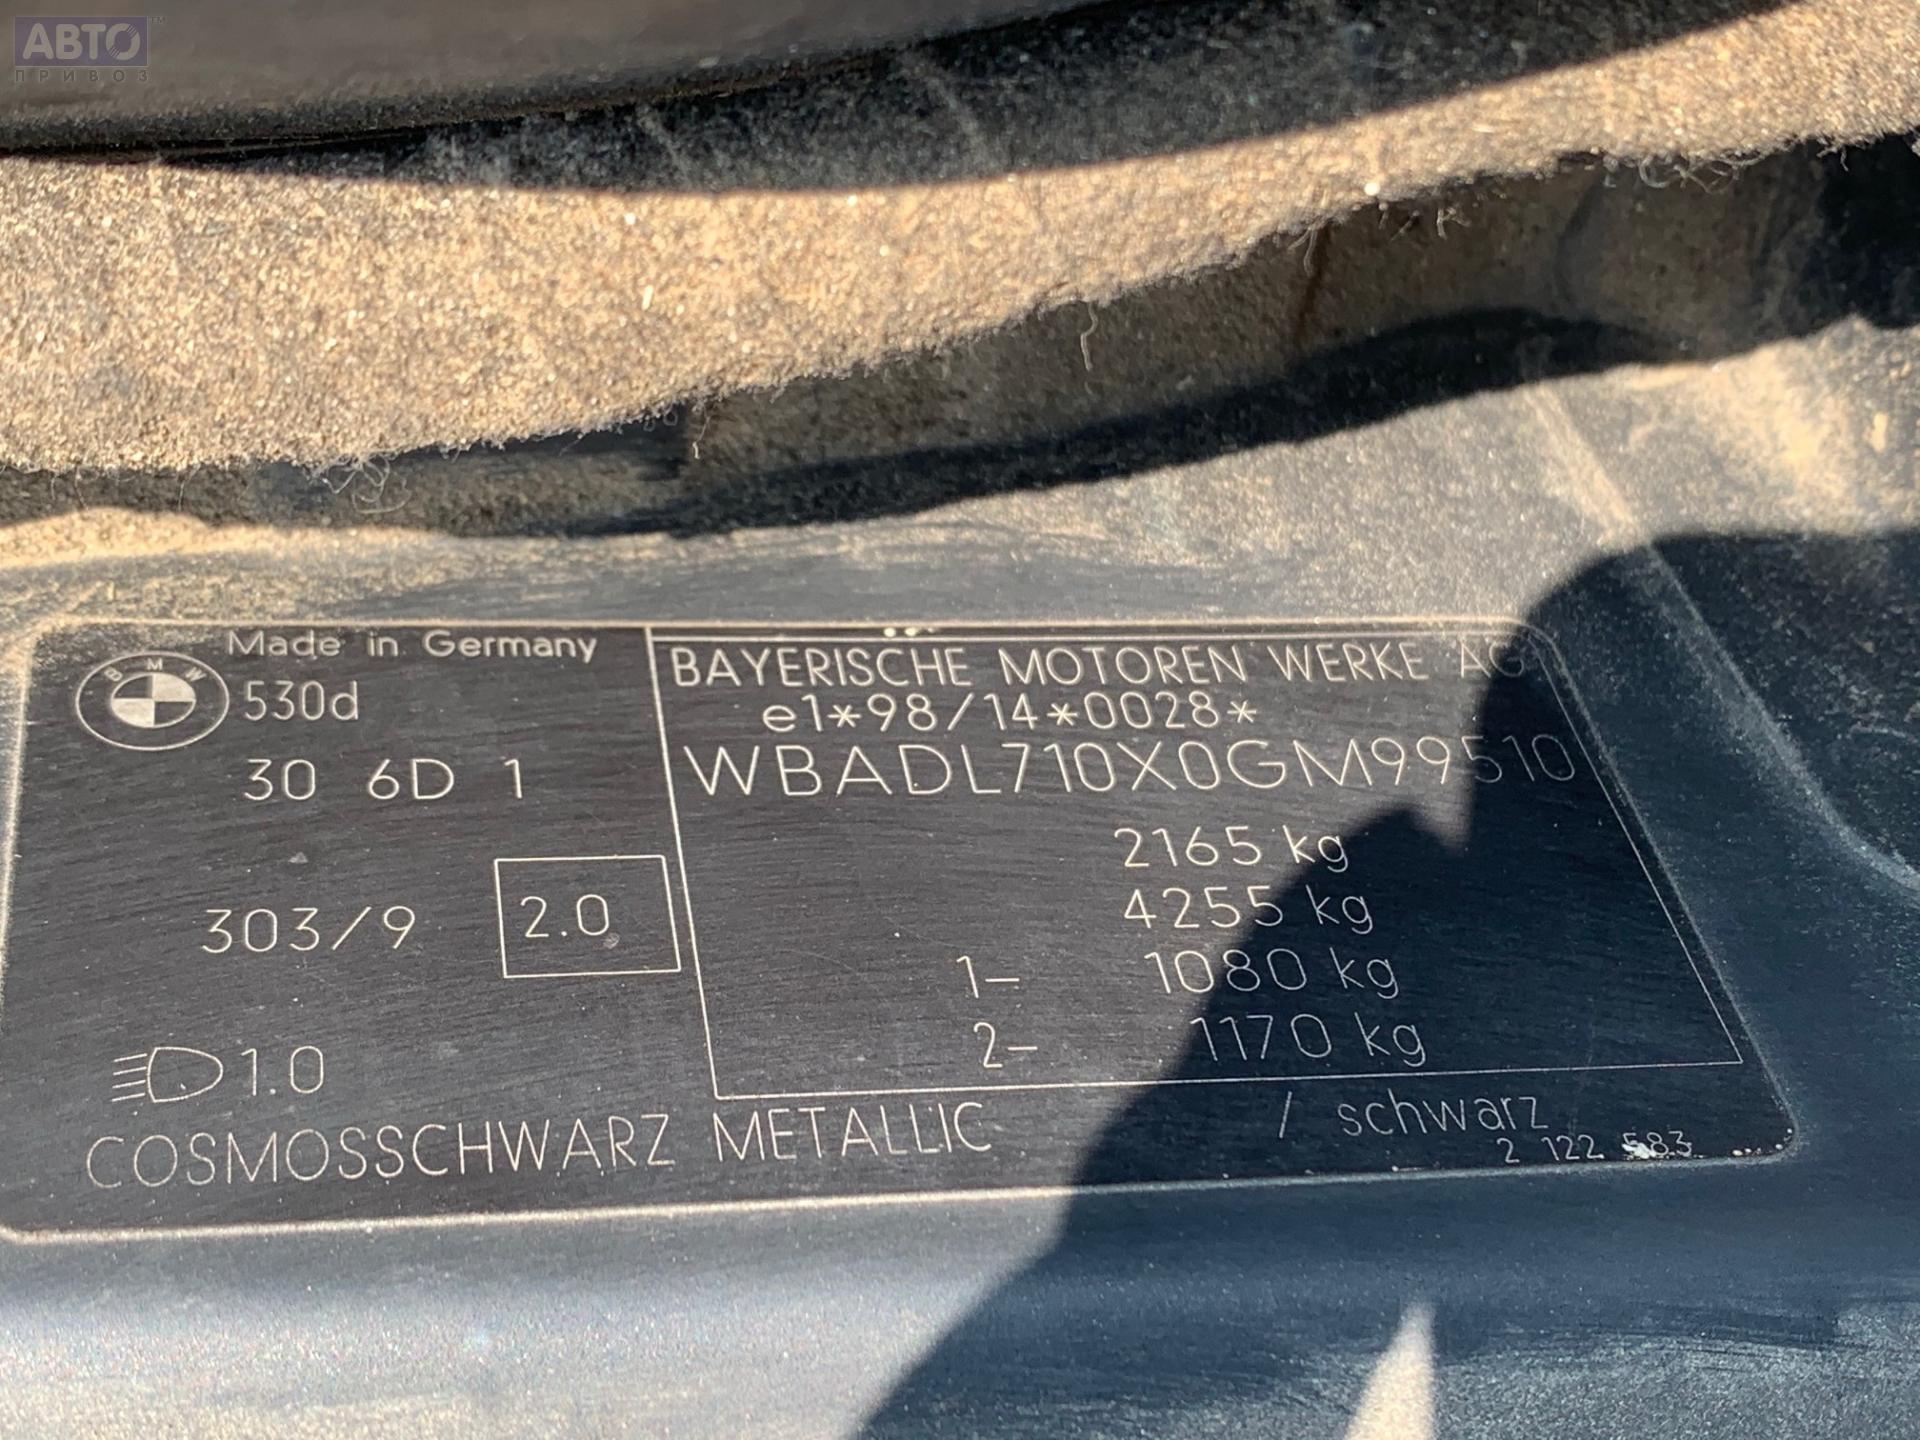 АВТО™
ПРИВОЗ
Made in Germany
BMW
530d
30 6D 1
303/9
2.0
1.0
BAYERISCHE MOTOREN WERKE AG
e1*98/14*0028*
WBADL710X0GM99510
2165 kg
4255 kg
1- 1080 kg
2- 1170 kg
COSMOSSCHWARZ METALLIC / schwarz
2 122 583